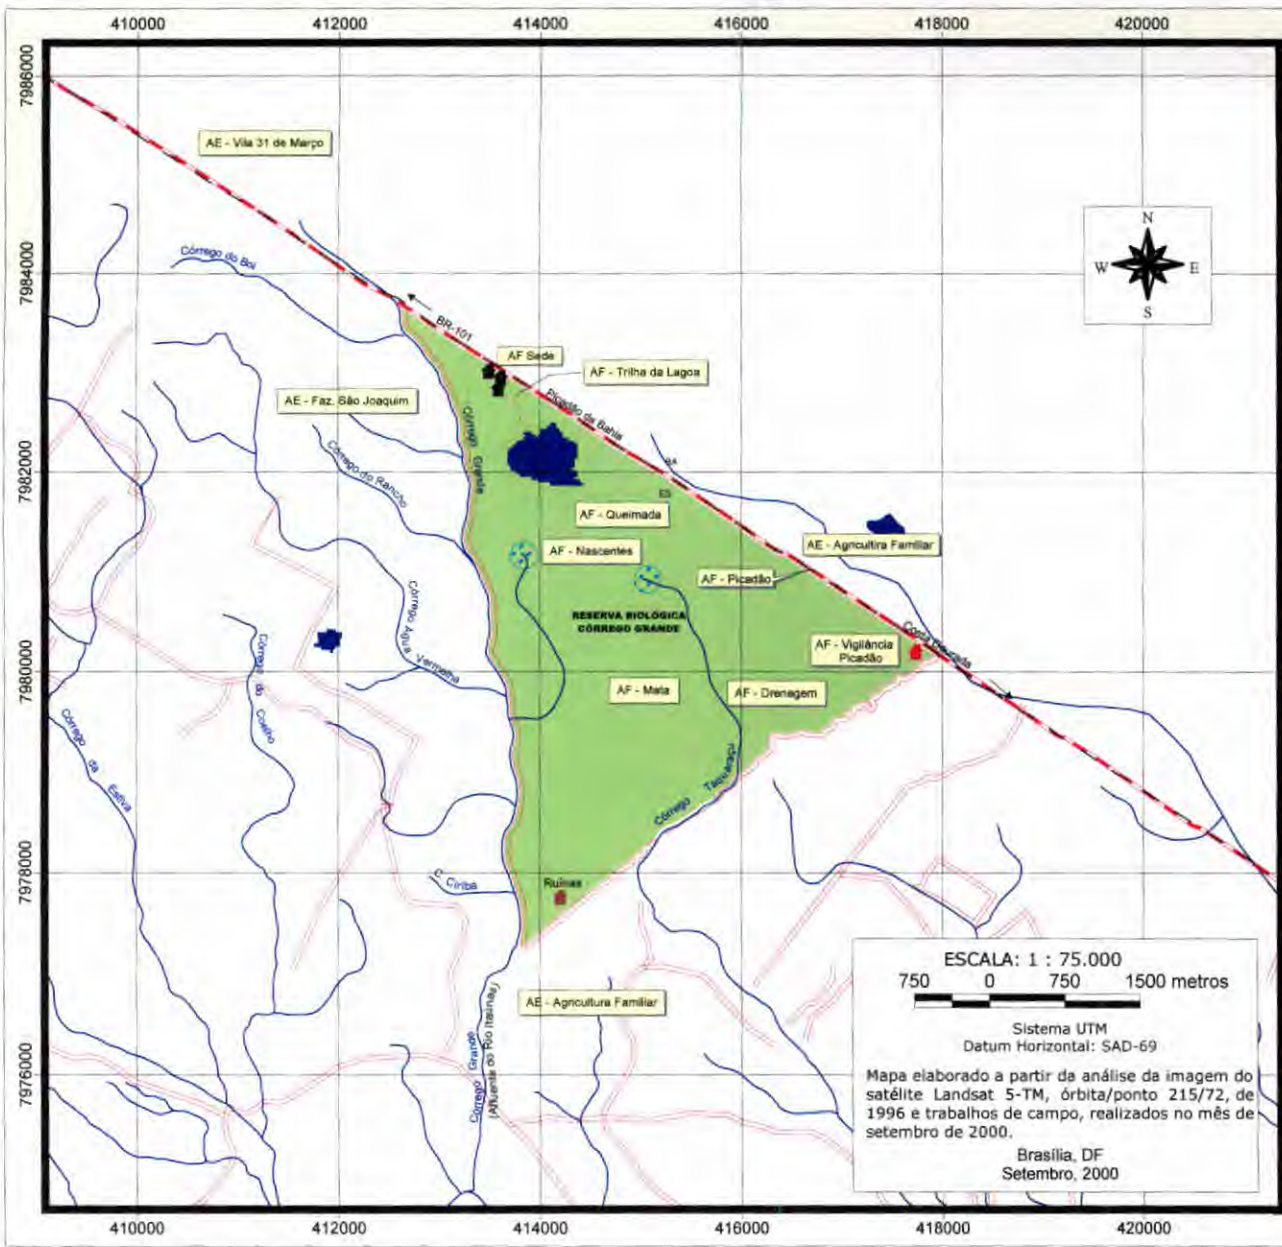 410000 412000 414000 416000 418000 420000
7986000
AE - Vila 31 de Março
N
W E
S
Córrego do Boi
7984000
BR-101
AF Sede
AF - Trilha da Lagoa
AE - Faz. São Joaquim
Picadão da Bahia
Córrego Grande
Córrego do Rancho
7982000
BA
ES
AF - Queimada
AE - Agricultira Familiar
AF - Nascentes
AF - Picadão
RESERVA BIOLÓGICA
CÓRREGO GRANDE
Córrego Água Vermelha
Córrego do Coelho
Costa Dourada
AF - Vigilância
Picadão
7980000
AF - Mata
AF - Drenagem
Córrego da Estiva
Córrego Taquaraçu
7978000
C. Ciriba
Ruínas
AE - Agricultura Familiar
Córrego Grande
(Afluente do Rio Itaúnas)
7976000
ESCALA: 1 : 75.000
750 0 750 1500 metros
Sistema UTM
Datum Horizontal: SAD-69
Mapa elaborado a partir da análise da imagem do
satélite Landsat 5-TM, órbita/ponto 215/72, de
1996 e trabalhos de campo, realizados no mês de
setembro de 2000.
Brasília, DF
Setembro, 2000
410000 412000 414000 416000 418000 420000